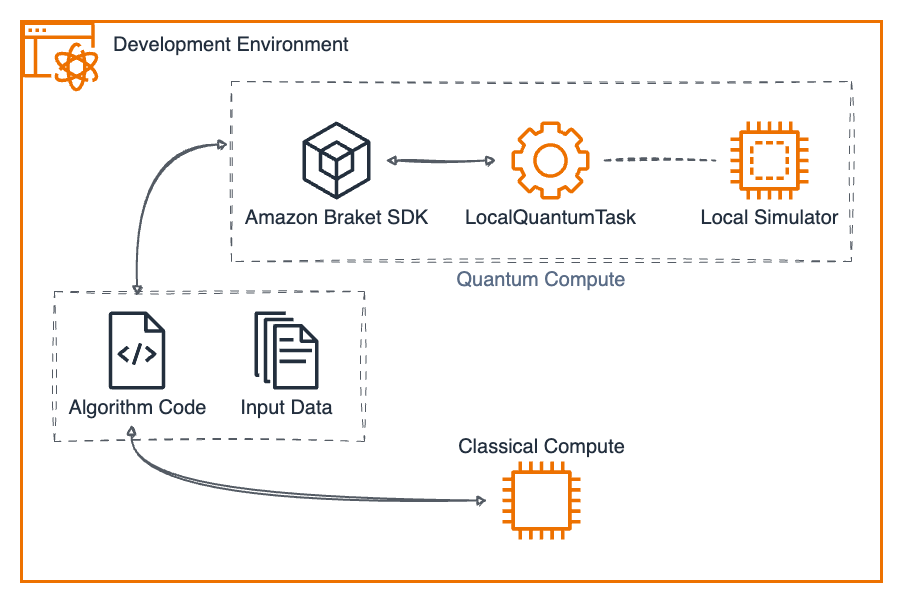 Development Environment
Amazon Braket SDK
LocalQuantumTask
Local Simulator
Quantum Compute
</>
Algorithm Code
Input Data
Classical Compute